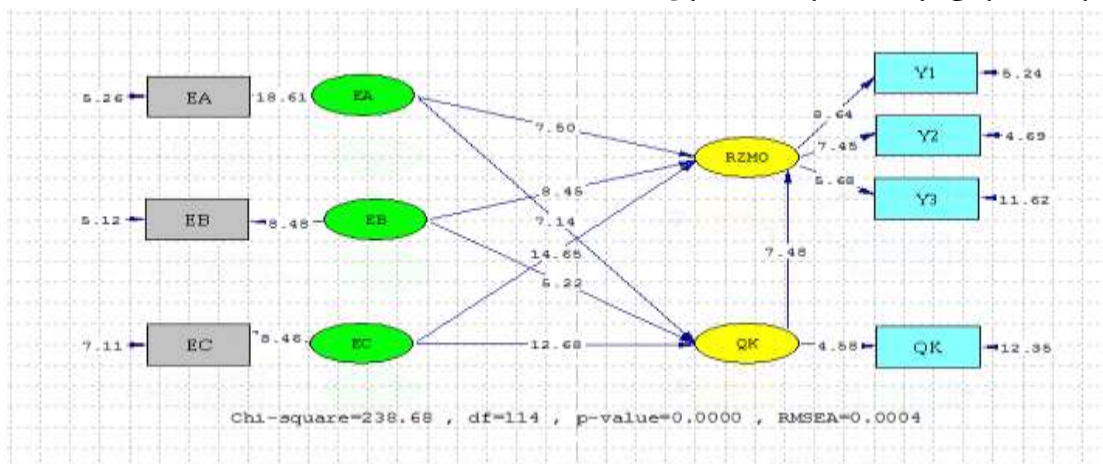 5.26 EA 18.61 EA
7.50
Y1 5.24
8.64
7.45 Y2 4.69
RZMO
5.68 Y3 11.62
8.45
5.12 EB 8.48 EB
7.14
14.65
5.22
7.48
7.11 EC 8.46 EC 12.68 QK 4.58 QK 12.35
Chi-square=238.68 , df=114 , p-value=0.0000 , RMSEA=0.0004